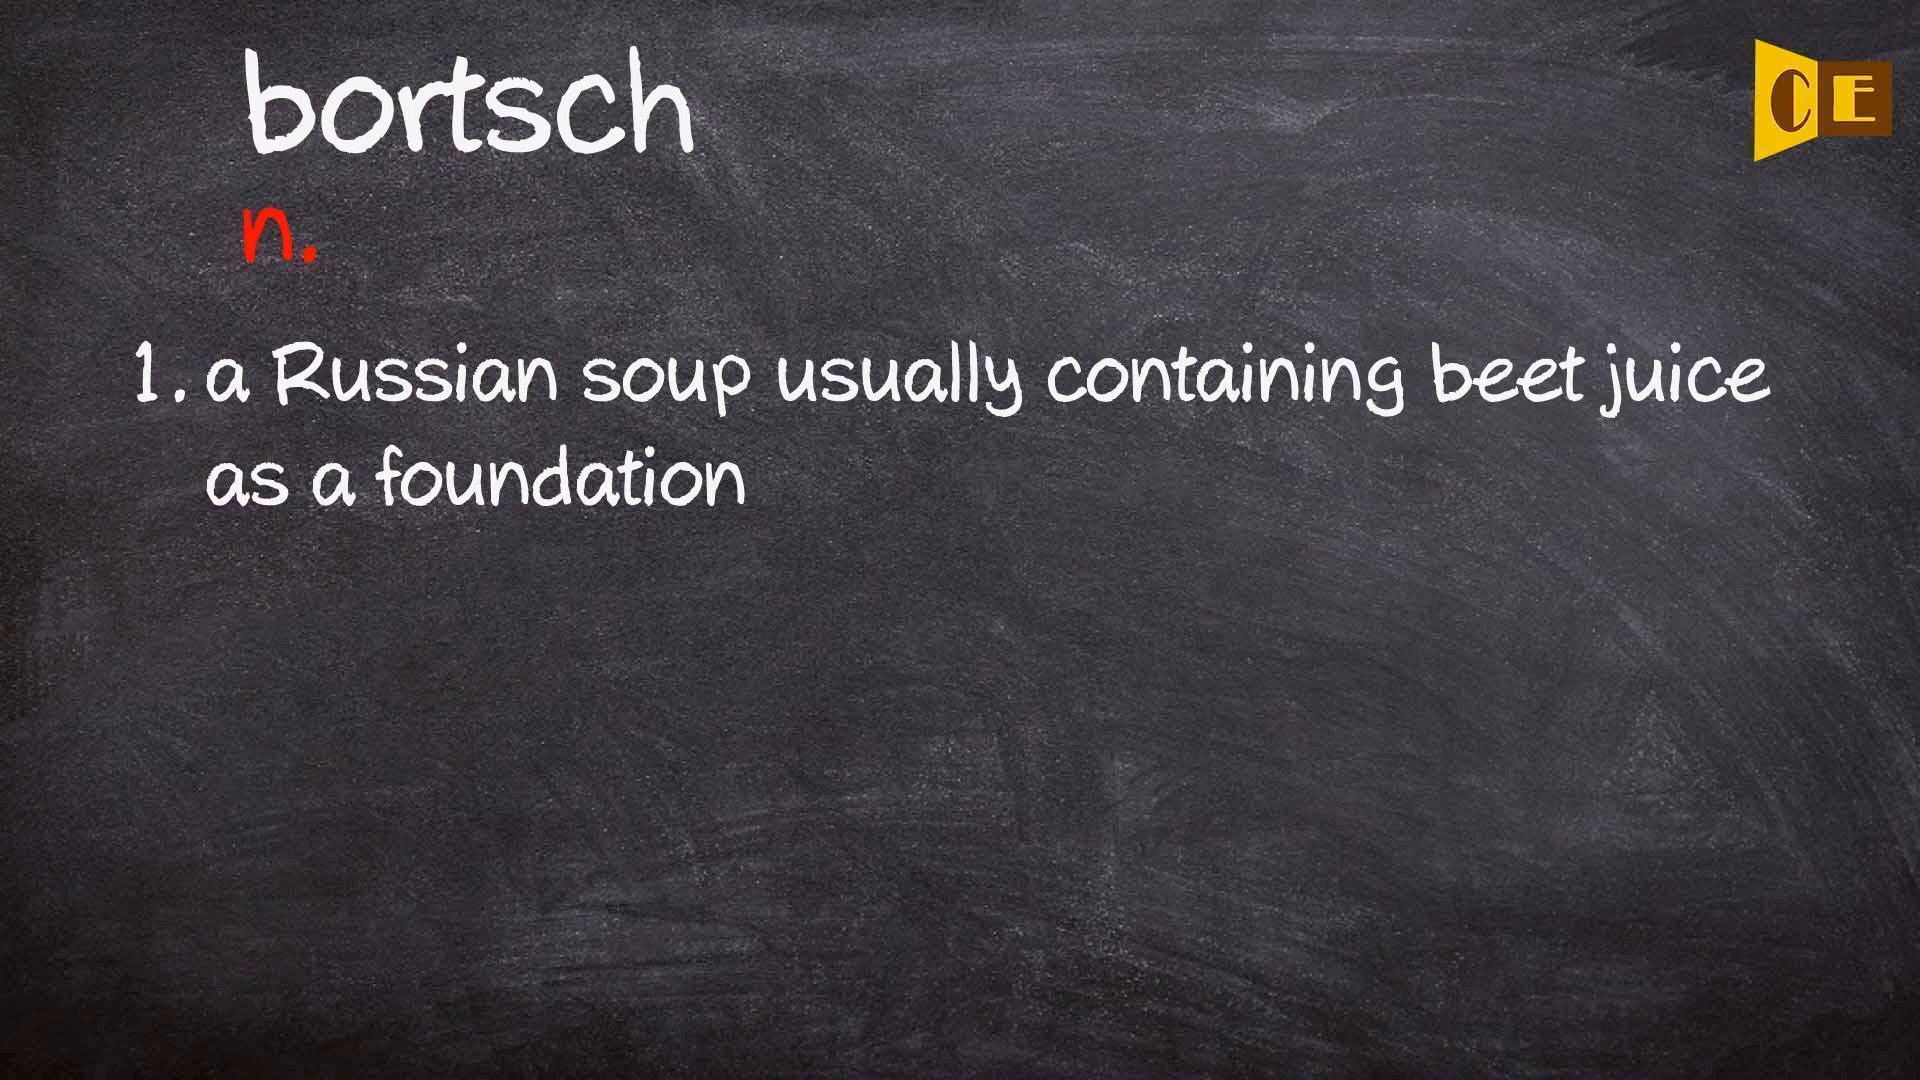 bortsch
CE
n.
1. a Russian soup usually containing beet juice
as a foundation